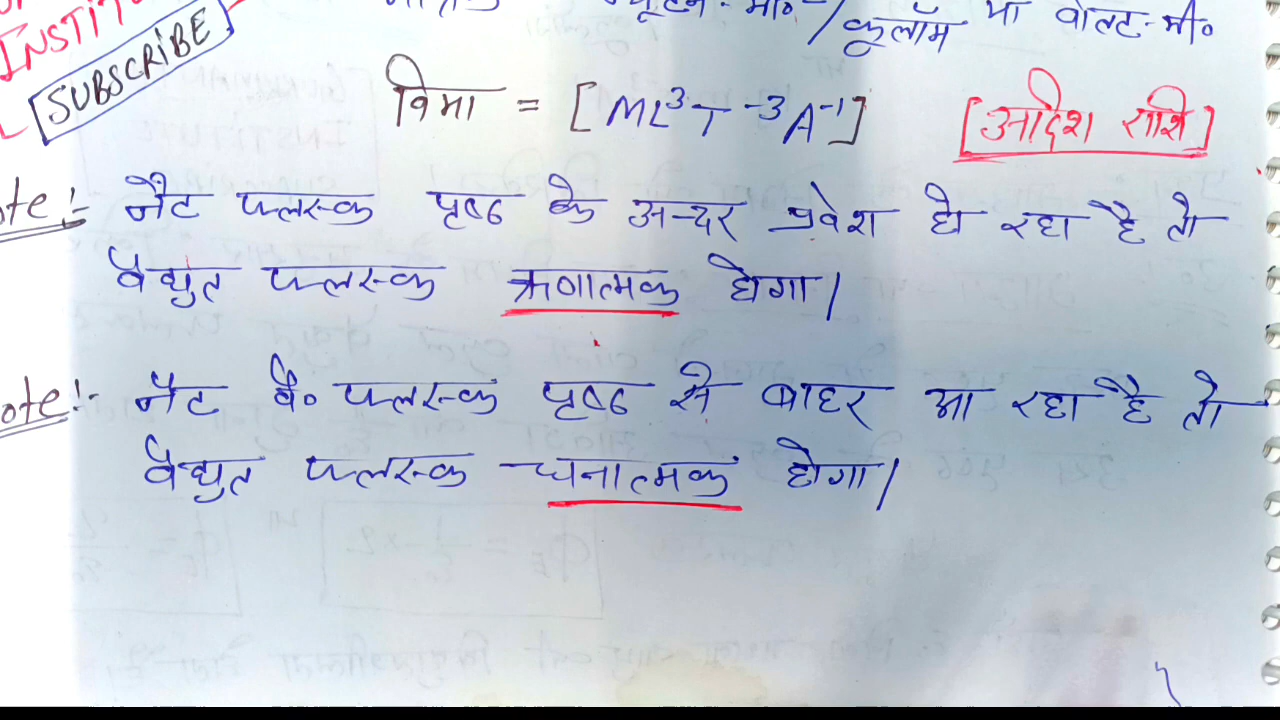 INSTIT
SUBSCRIBE
/कूलॉम या वोल्ट-मी०
विमा = [ML³T⁻³A⁻¹] [अदिश राशि]
ote:- नैट फ्लक्स पृष्ठ के अन्दर प्रवेश हो रहा है तो
वैद्युत फ्लक्स ऋणात्मक होगा।
ote:- नैट वै० फ्लक्स पृष्ठ से बाहर आ रहा है तो
वैद्युत फ्लक्स धनात्मक होगा।